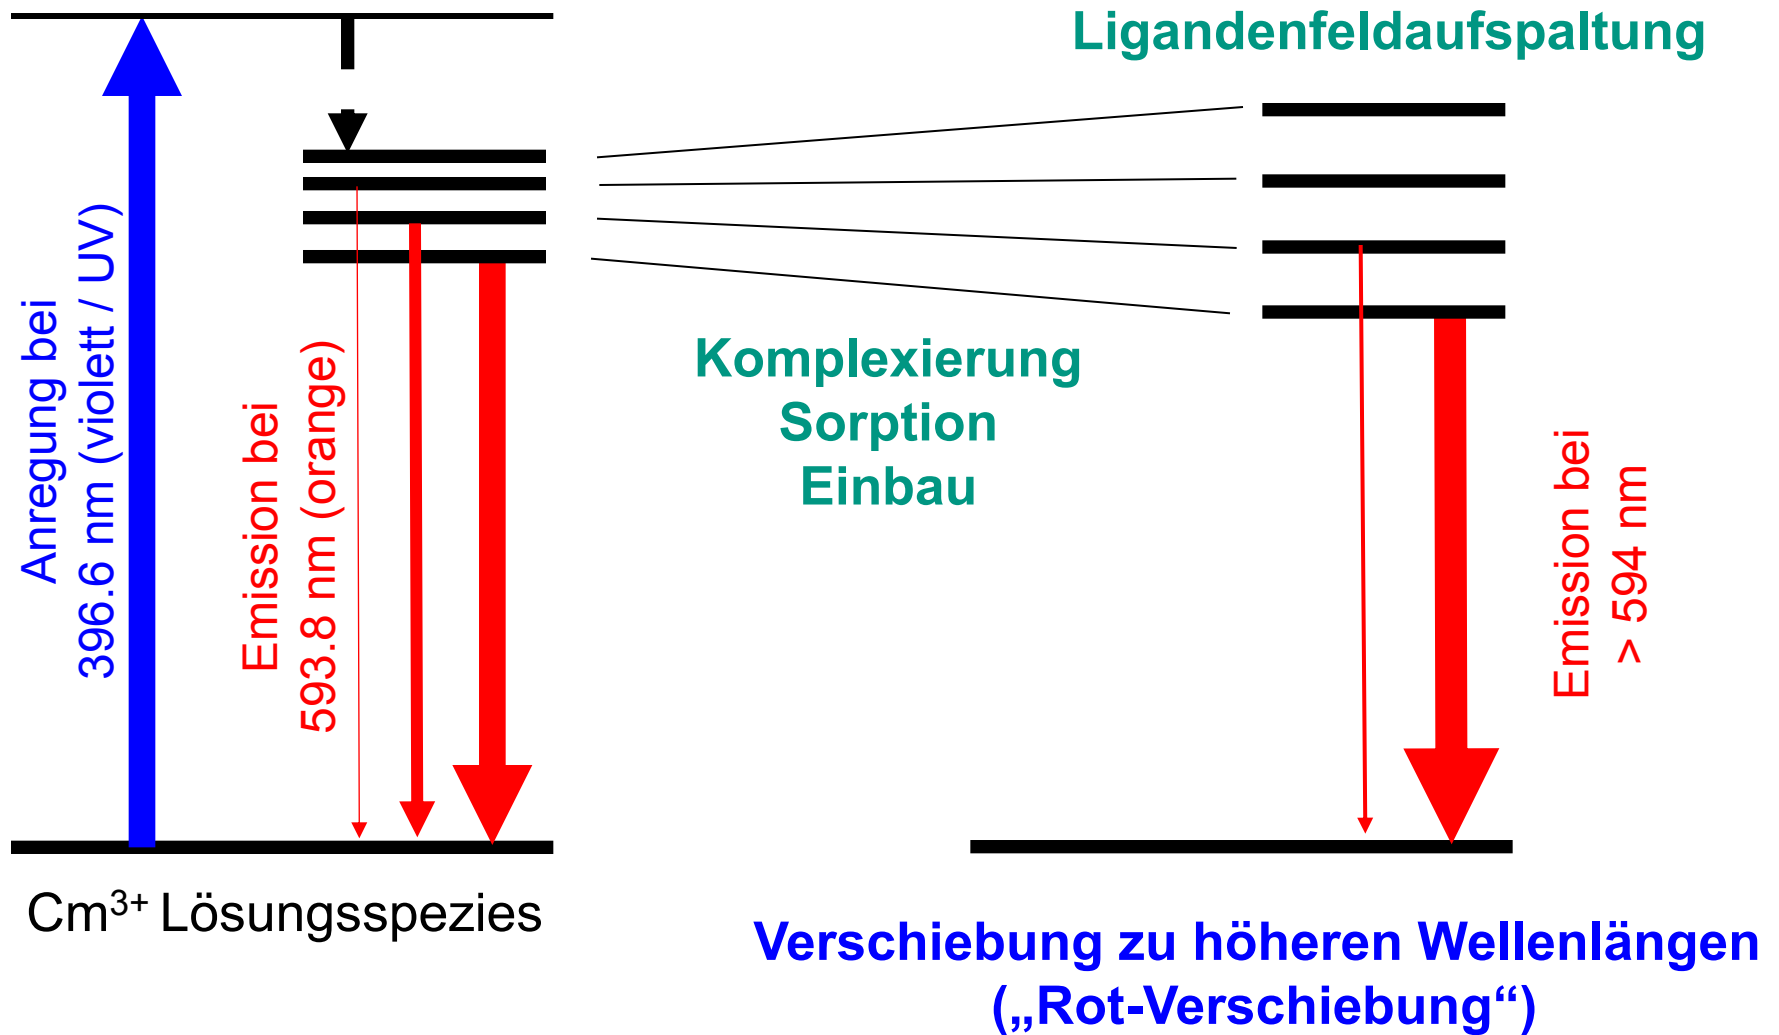 Ligandenfeldaufspaltung
Anregung bei
396.6 nm (violett / UV)
Emission bei
593.8 nm (orange)
Komplexierung
Sorption
Einbau
Emission bei
> 594 nm
Cm³⁺ Lösungsspezies
Verschiebung zu höheren Wellenlängen
(„Rot-Verschiebung“)